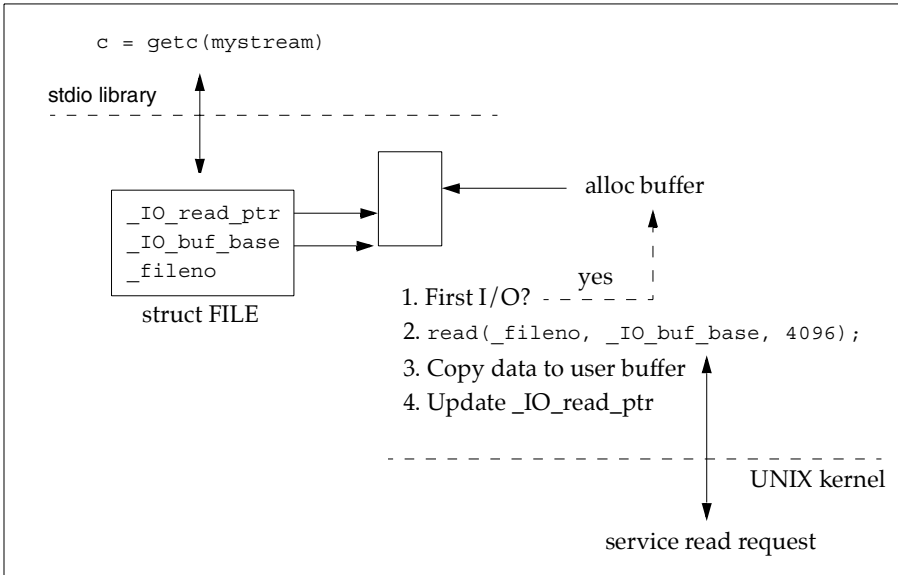 c = getc(mystream)
stdio library
alloc buffer
_IO_read_ptr
_IO_buf_base
_fileno
struct FILE
yes
1. First I/O?
2. read(_fileno, _IO_buf_base, 4096);
3. Copy data to user buffer
4. Update _IO_read_ptr
UNIX kernel
service read request